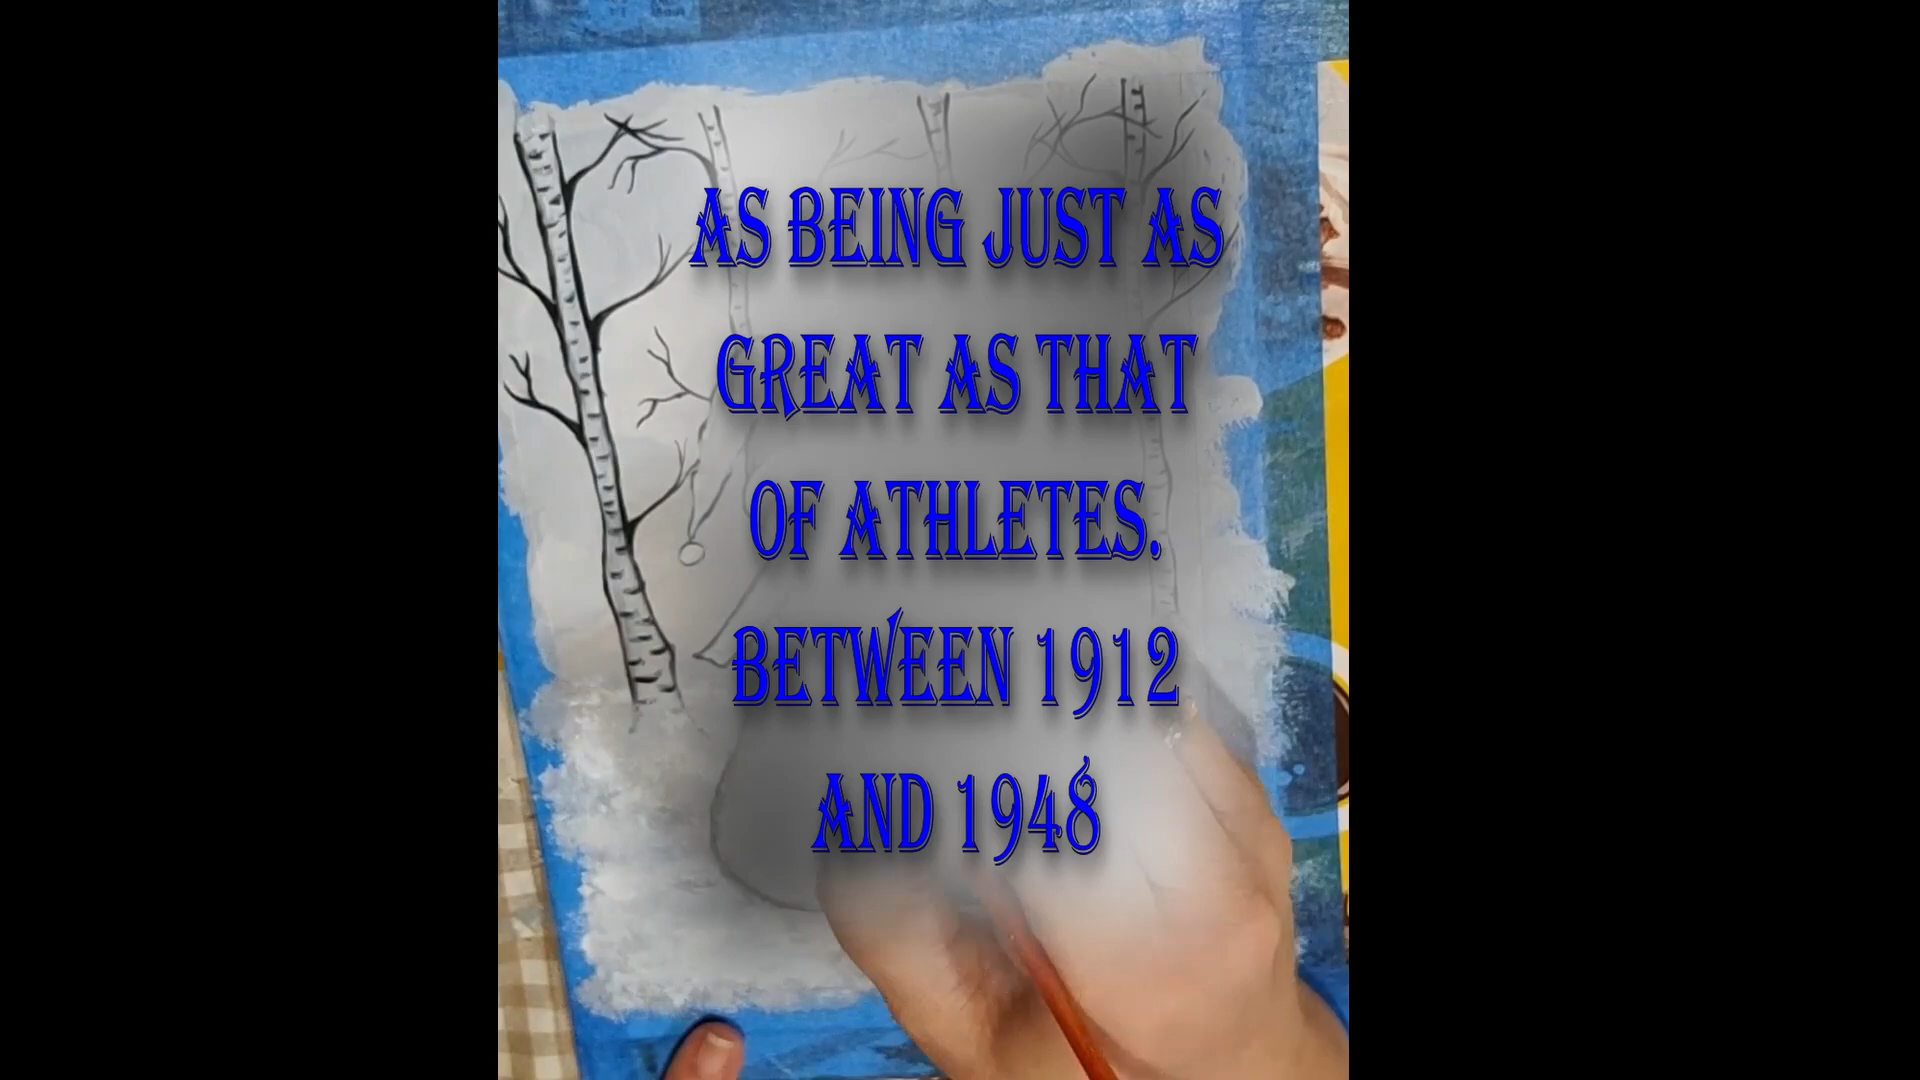 AS BEING JUST AS
GREAT AS THAT
OF ATHLETES.
BETWEEN 1912
AND 1948